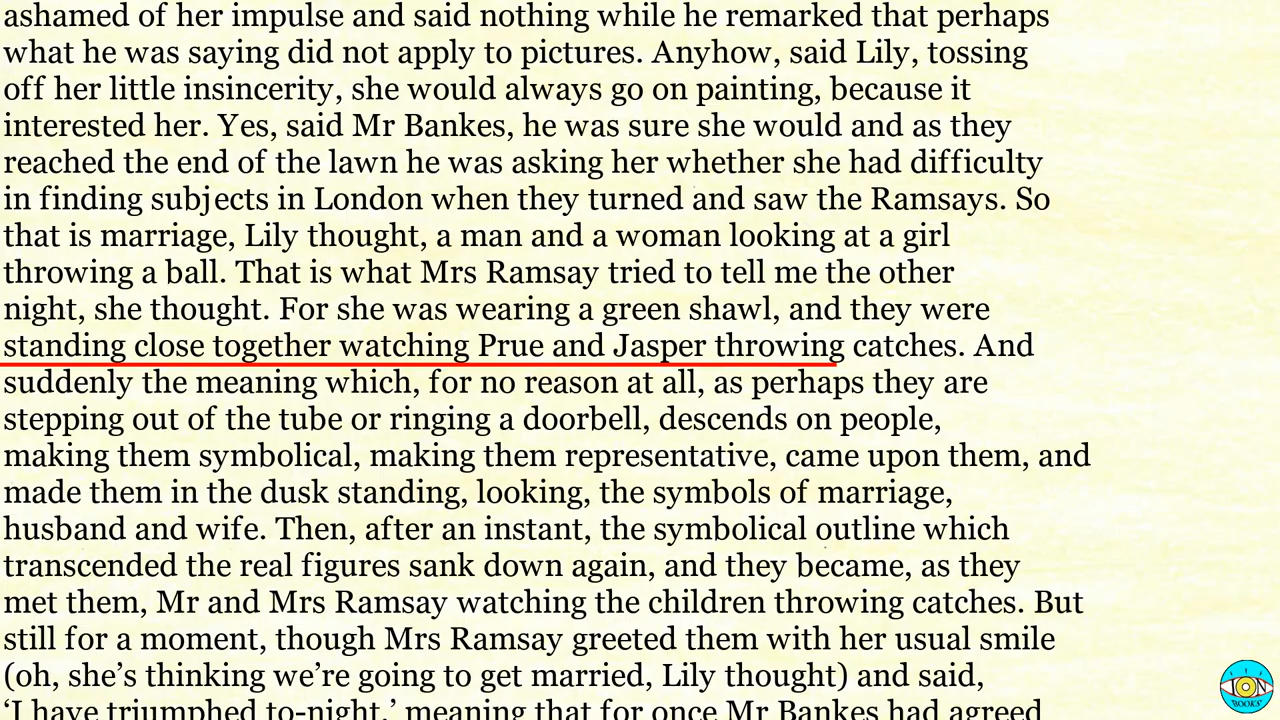 ashamed of her impulse and said nothing while he remarked that perhaps
what he was saying did not apply to pictures. Anyhow, said Lily, tossing
off her little insincerity, she would always go on painting, because it
interested her. Yes, said Mr Bankes, he was sure she would and as they
reached the end of the lawn he was asking her whether she had difficulty
in finding subjects in London when they turned and saw the Ramsays. So
that is marriage, Lily thought, a man and a woman looking at a girl
throwing a ball. That is what Mrs Ramsay tried to tell me the other
night, she thought. For she was wearing a green shawl, and they were
standing close together watching Prue and Jasper throwing catches. And
suddenly the meaning which, for no reason at all, as perhaps they are
stepping out of the tube or ringing a doorbell, descends on people,
making them symbolical, making them representative, came upon them, and
made them in the dusk standing, looking, the symbols of marriage,
husband and wife. Then, after an instant, the symbolical outline which
transcended the real figures sank down again, and they became, as they
met them, Mr and Mrs Ramsay watching the children throwing catches. But
still for a moment, though Mrs Ramsay greeted them with her usual smile
(oh, she’s thinking we’re going to get married, Lily thought) and said,
‘I have triumphed to-night,’ meaning that for once Mr Bankes had agreed
ION
BOOKS